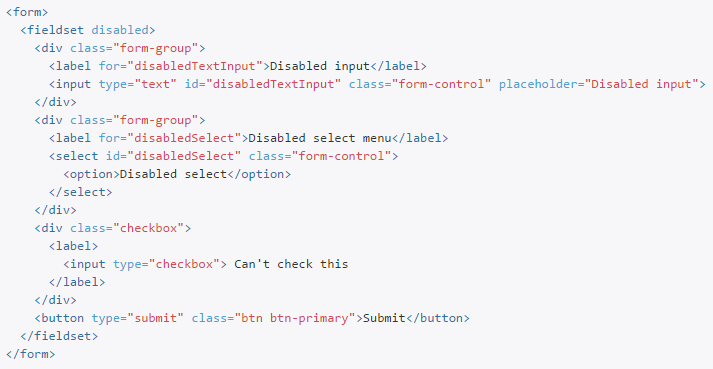 <form>
  <fieldset disabled>
    <div class="form-group">
      <label for="disabledTextInput">Disabled input</label>
      <input type="text" id="disabledTextInput" class="form-control" placeholder="Disabled input">
    </div>
    <div class="form-group">
      <label for="disabledSelect">Disabled select menu</label>
      <select id="disabledSelect" class="form-control">
        <option>Disabled select</option>
      </select>
    </div>
    <div class="checkbox">
      <label>
        <input type="checkbox"> Can't check this
      </label>
    </div>
    <button type="submit" class="btn btn-primary">Submit</button>
  </fieldset>
</form>